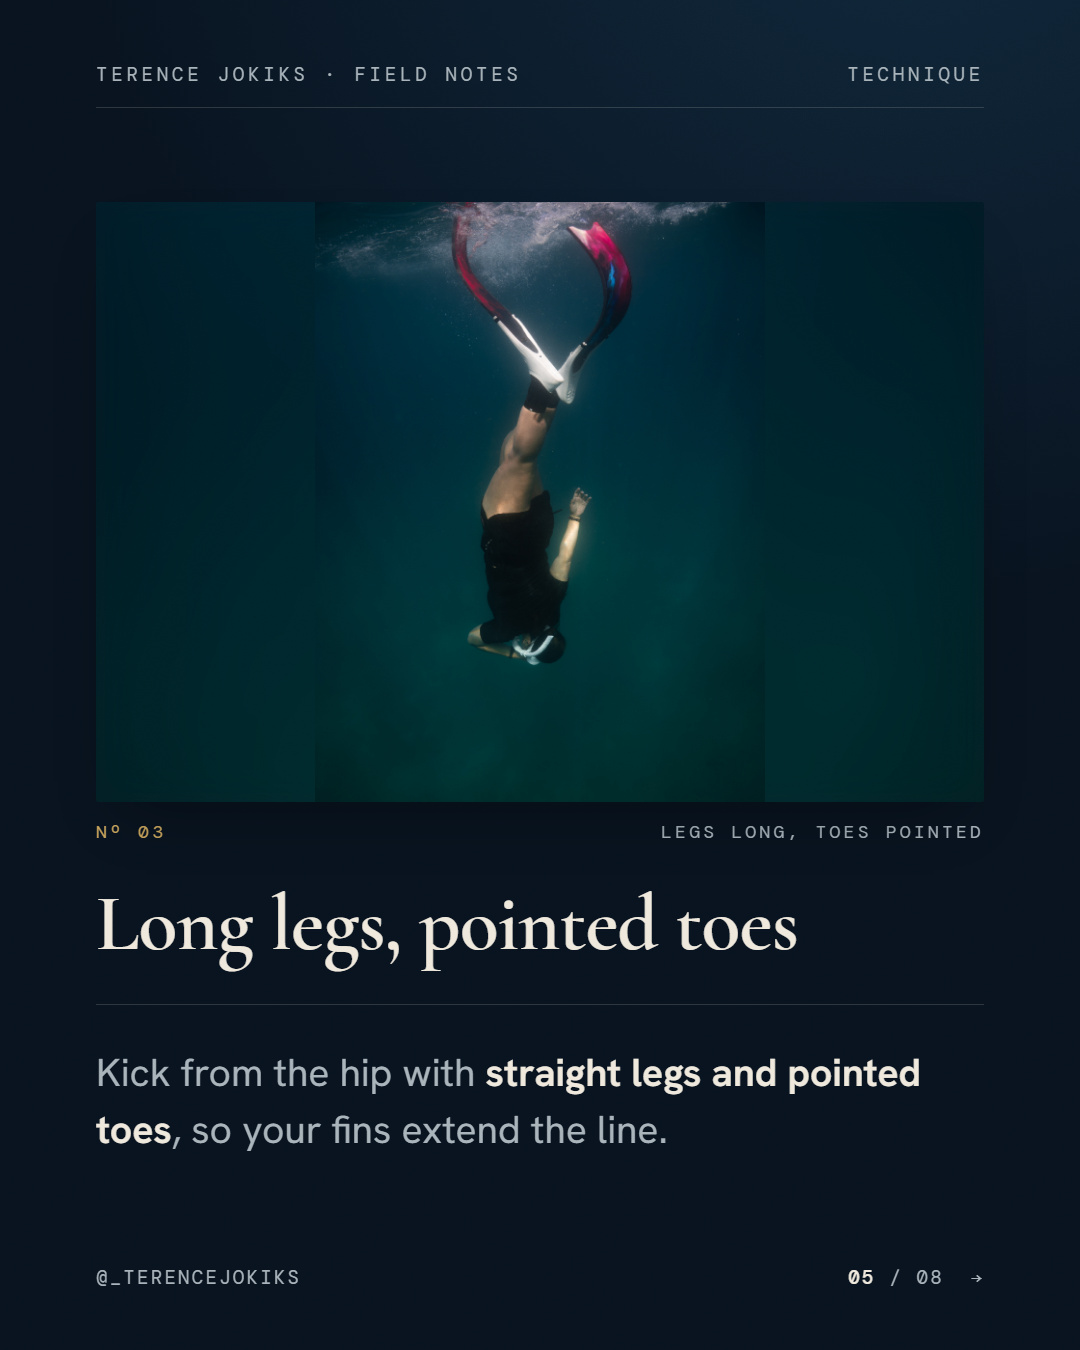 TERENCE JOKIKS · FIELD NOTES
TECHNIQUE
Nº 03
LEGS LONG, TOES POINTED
Long legs, pointed toes
Kick from the hip with straight legs and pointed
toes, so your fins extend the line.
@_TERENCEJOKIKS
05 / 08 →